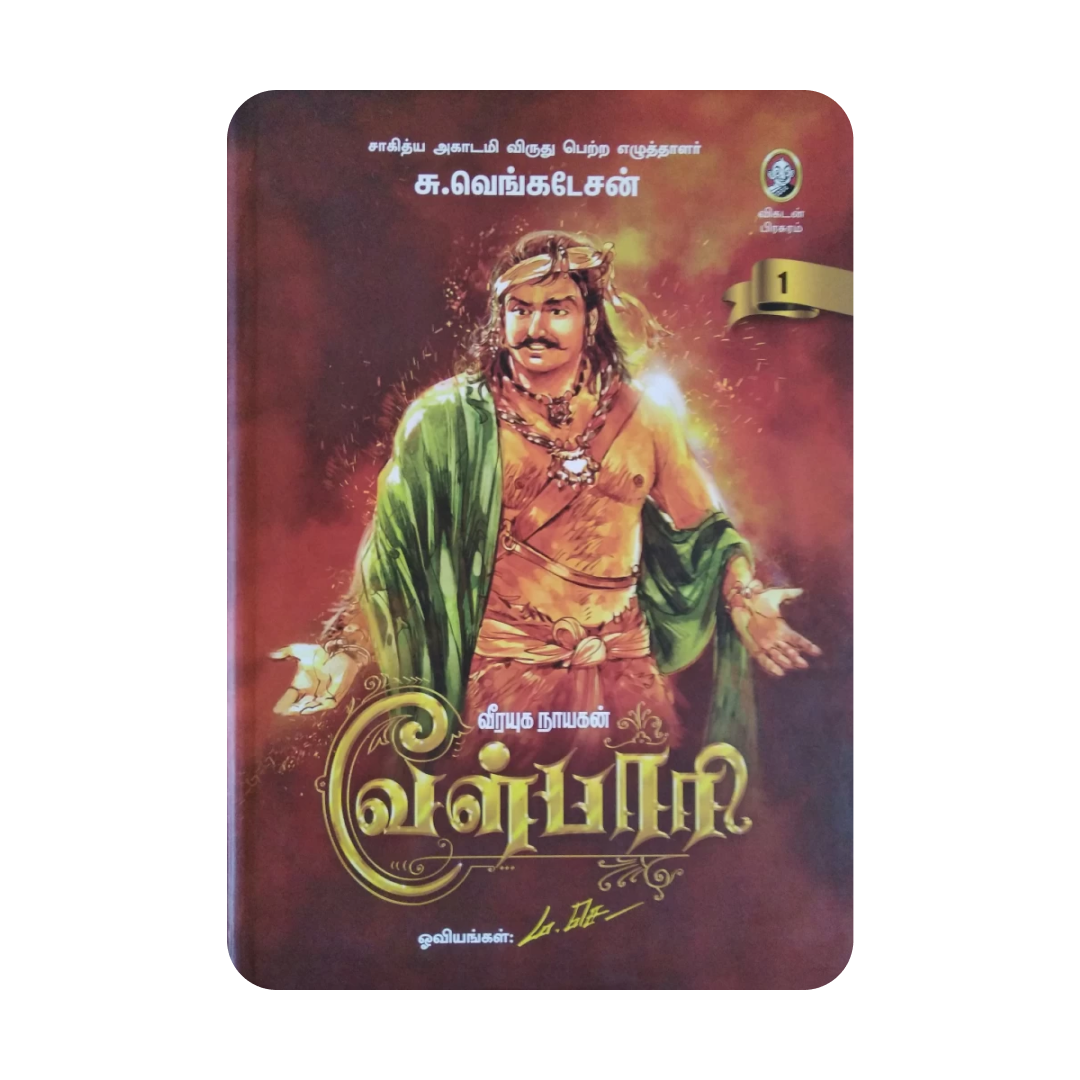 சாகித்ய அகாடமி விருது பெற்ற எழுத்தாளர்
சு.வெங்கடேசன்
விகடன்
பிரசுரம்
1
வீரயுக நாயகன்
வேள்பாரி
ஓவியங்கள்: ம.செ.